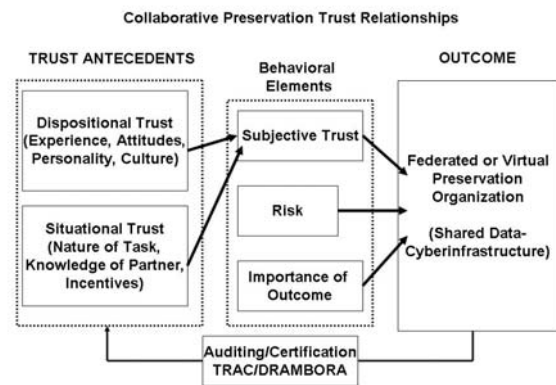 Collaborative Preservation Trust Relationships
TRUST ANTECEDENTS
Dispositional Trust
(Experience, Attitudes,
Personality, Culture)
Situational Trust
(Nature of Task,
Knowledge of Partner,
Incentives)
Behavioral
Elements
Subjective Trust
Risk
Importance of
Outcome
OUTCOME
Federated or Virtual
Preservation
Organization
(Shared Data-
Cyberinfrastructure)
Auditing/Certification
TRAC/DRAMBORA